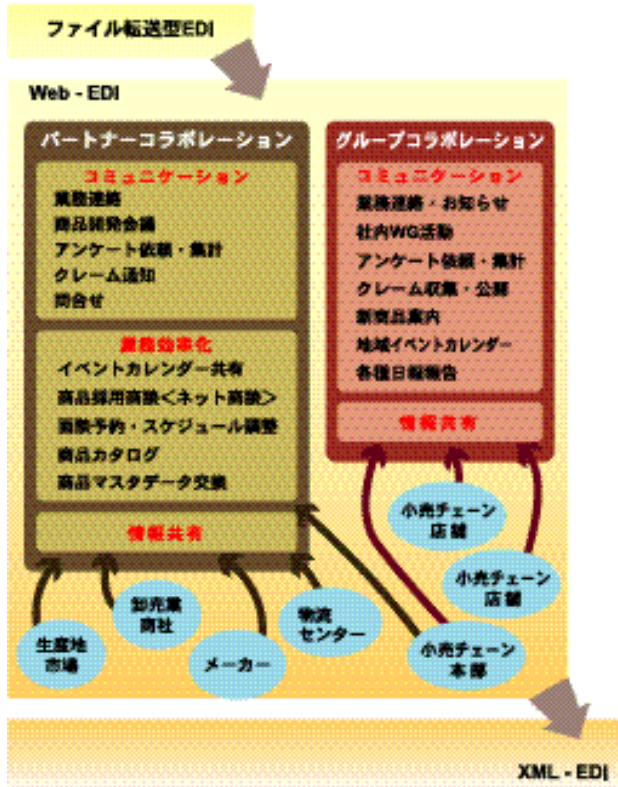 ファイル転送型EDI
Web - EDI
パートナーコラボレーション
コミュニケーション
業務連絡
商品開発会議
アンケート依頼・集計
クレーム通知
問合せ
業務効率化
イベントカレンダー共有
商品採用商談＜ネット商談＞
面談予約・スケジュール調整
商品カタログ
商品マスタデータ交換
情報共有
グループコラボレーション
コミュニケーション
業務連絡・お知らせ
社内WG活動
アンケート依頼・集計
クレーム収集・公開
新商品案内
地域イベントカレンダー
各種日報報告
情報共有
小売チェーン
店舗
小売チェーン
店舗
生産地
市場
卸売業
商社
メーカー
物流
センター
小売チェーン
本部
XML - EDI